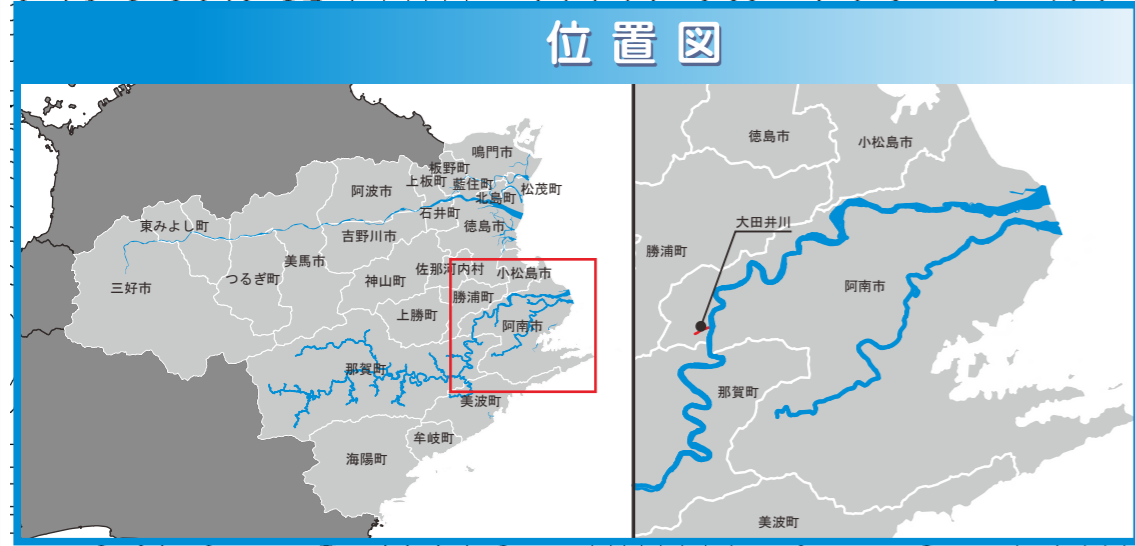 位置図
鳴門市
板野町
上板町
藍住町
松茂町
北島町
阿波市
石井町
東みよし町
吉野川市
徳島市
美馬市
佐那河内村
小松島市
つるぎ町
神山町
三好市
勝浦町
上勝町
阿南市
那賀町
美波町
牟岐町
海陽町
徳島市
小松島市
大田井川
勝浦町
阿南市
那賀町
美波町